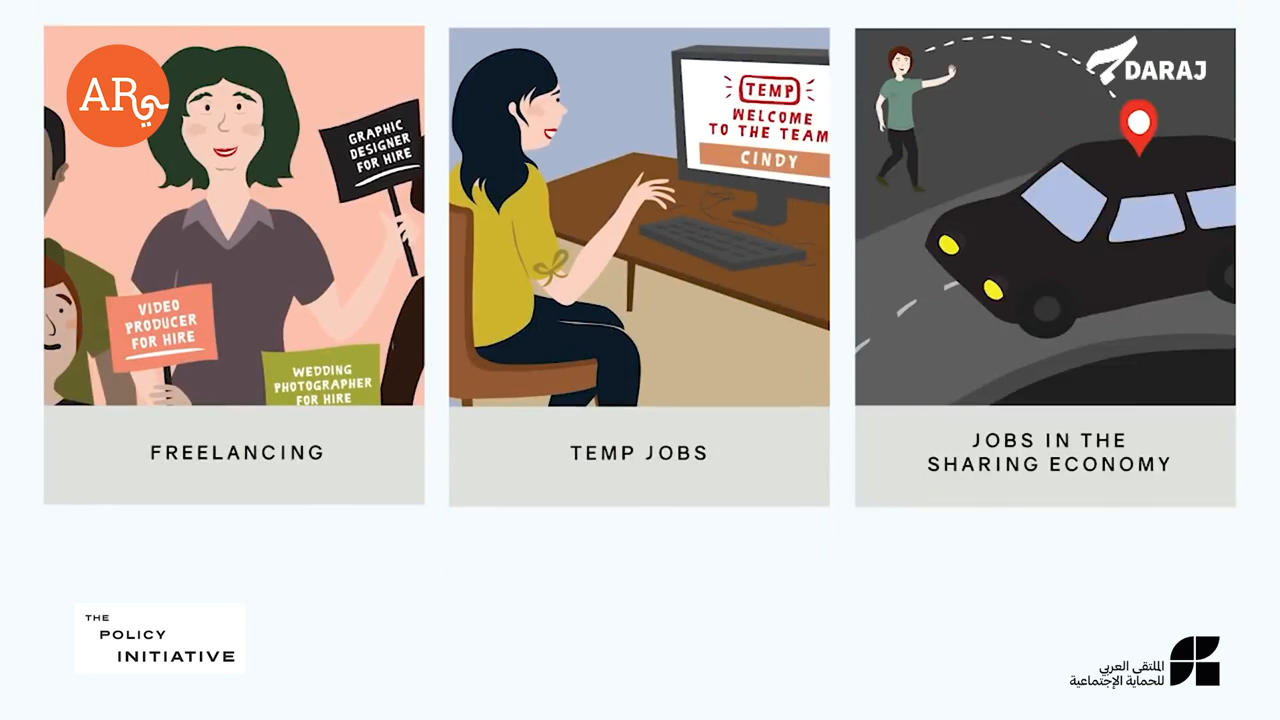 ARي
GRAPHIC
DESIGNER
FOR HIRE
VIDEO
PRODUCER
FOR HIRE
WEDDING
PHOTOGRAPHER
FOR HIRE
FREELANCING
TEMP
WELCOME
TO THE TEAM
CINDY
TEMP JOBS
DARAJ
JOBS IN THE
SHARING ECONOMY
THE
POLICY
INITIATIVE
الملتقى العربي
للحماية الإجتماعية